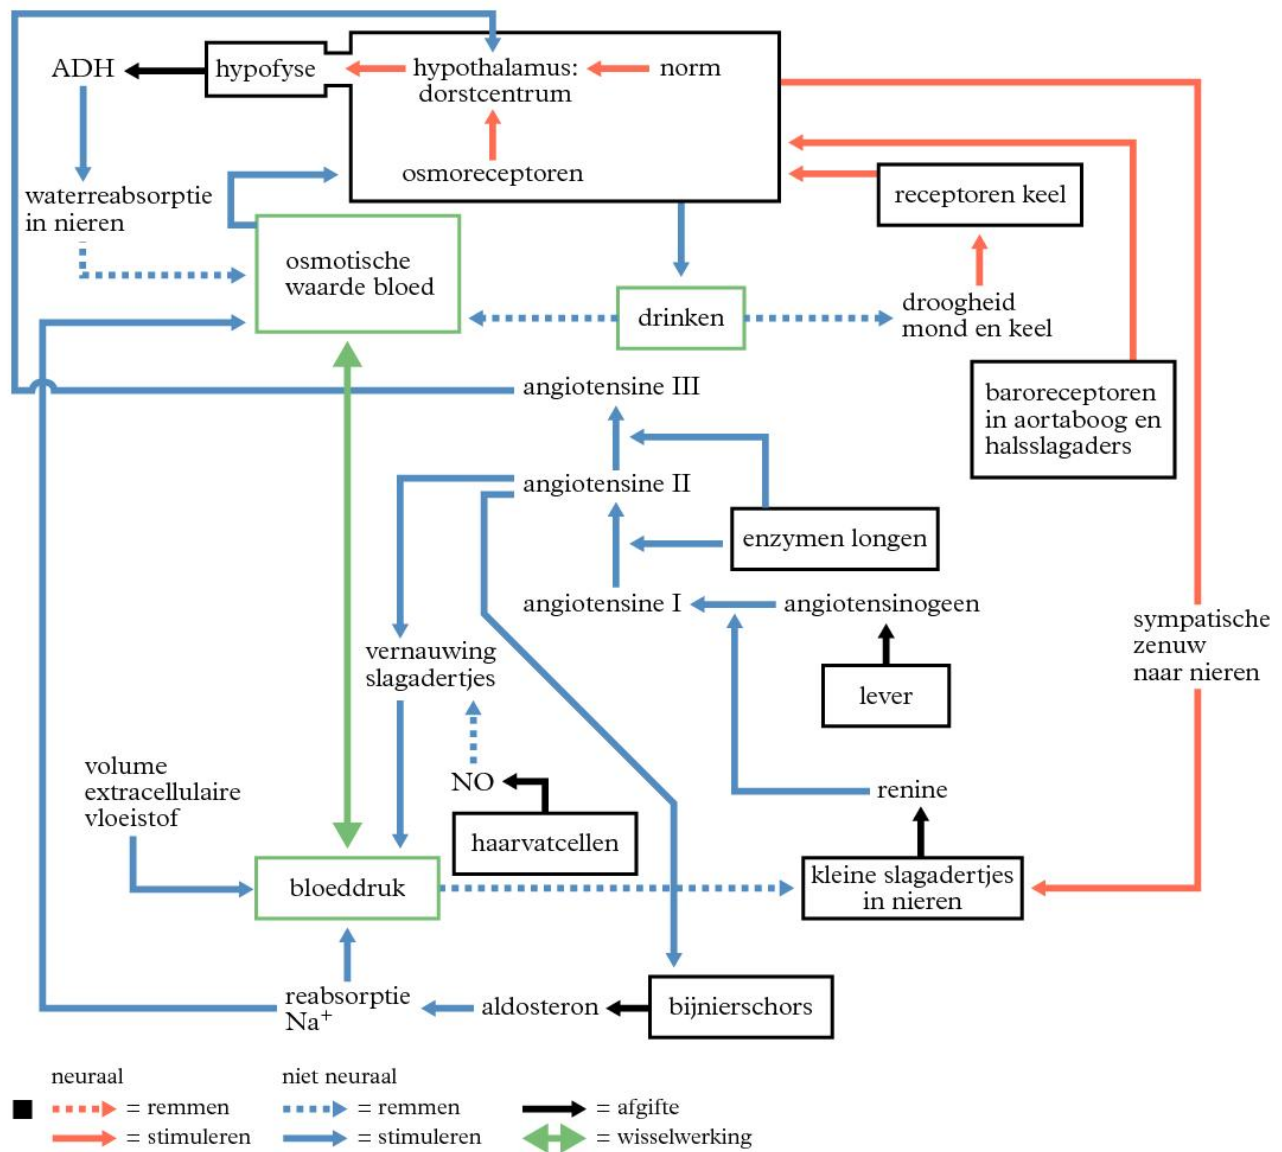 ADH
hypofyse
hypothalamus:
dorstcentrum
norm
osmoreceptoren
waterreabsorptie
in nieren
receptoren keel
osmotische
waarde bloed
drinken
droogheid
mond en keel
angiotensine III
baroreceptoren
in aortaboog en
halsslagaders
angiotensine II
enzymen longen
angiotensine I
angiotensinogeen
sympatische
zenuw
naar nieren
vernauwing
slagadertjes
lever
volume
extracellulaire
vloeistof
NO
renine
haarvatcellen
bloeddruk
kleine slagadertjes
in nieren
reabsorptie
Na⁺
aldosteron
bijnierschors
neuraal
niet neuraal
= remmen
= remmen
= afgifte
= stimuleren
= stimuleren
= wisselwerking